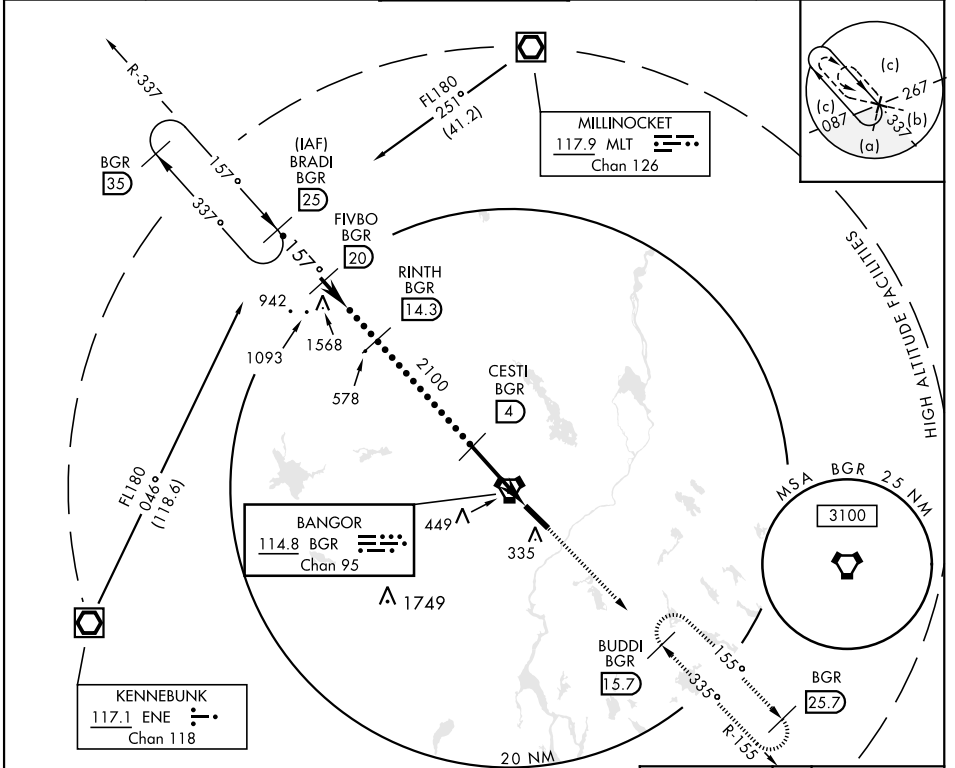 R-337
FL180
251°
(41.2)
MILLINOCKET
117.9 MLT
Chan 126
(c)
(c)
267
087
337
(b)
(a)
BGR
35
157°
337°
(IAF)
BRADI
BGR
25
157°
FIVBO
BGR
20
RINTH
BGR
14.3
942
1093
1568
578
2100
CESTI
BGR
4
HIGH ALTITUDE FACILITIES
FL180
046°
(118.6)
MSA BGR 25 NM
3100
BANGOR
114.8 BGR
Chan 95
449
335
1749
BUDDI
BGR
15.7
155°
335°
BGR
25.7
R-155
KENNEBUNK
117.1 ENE
Chan 118
20 NM